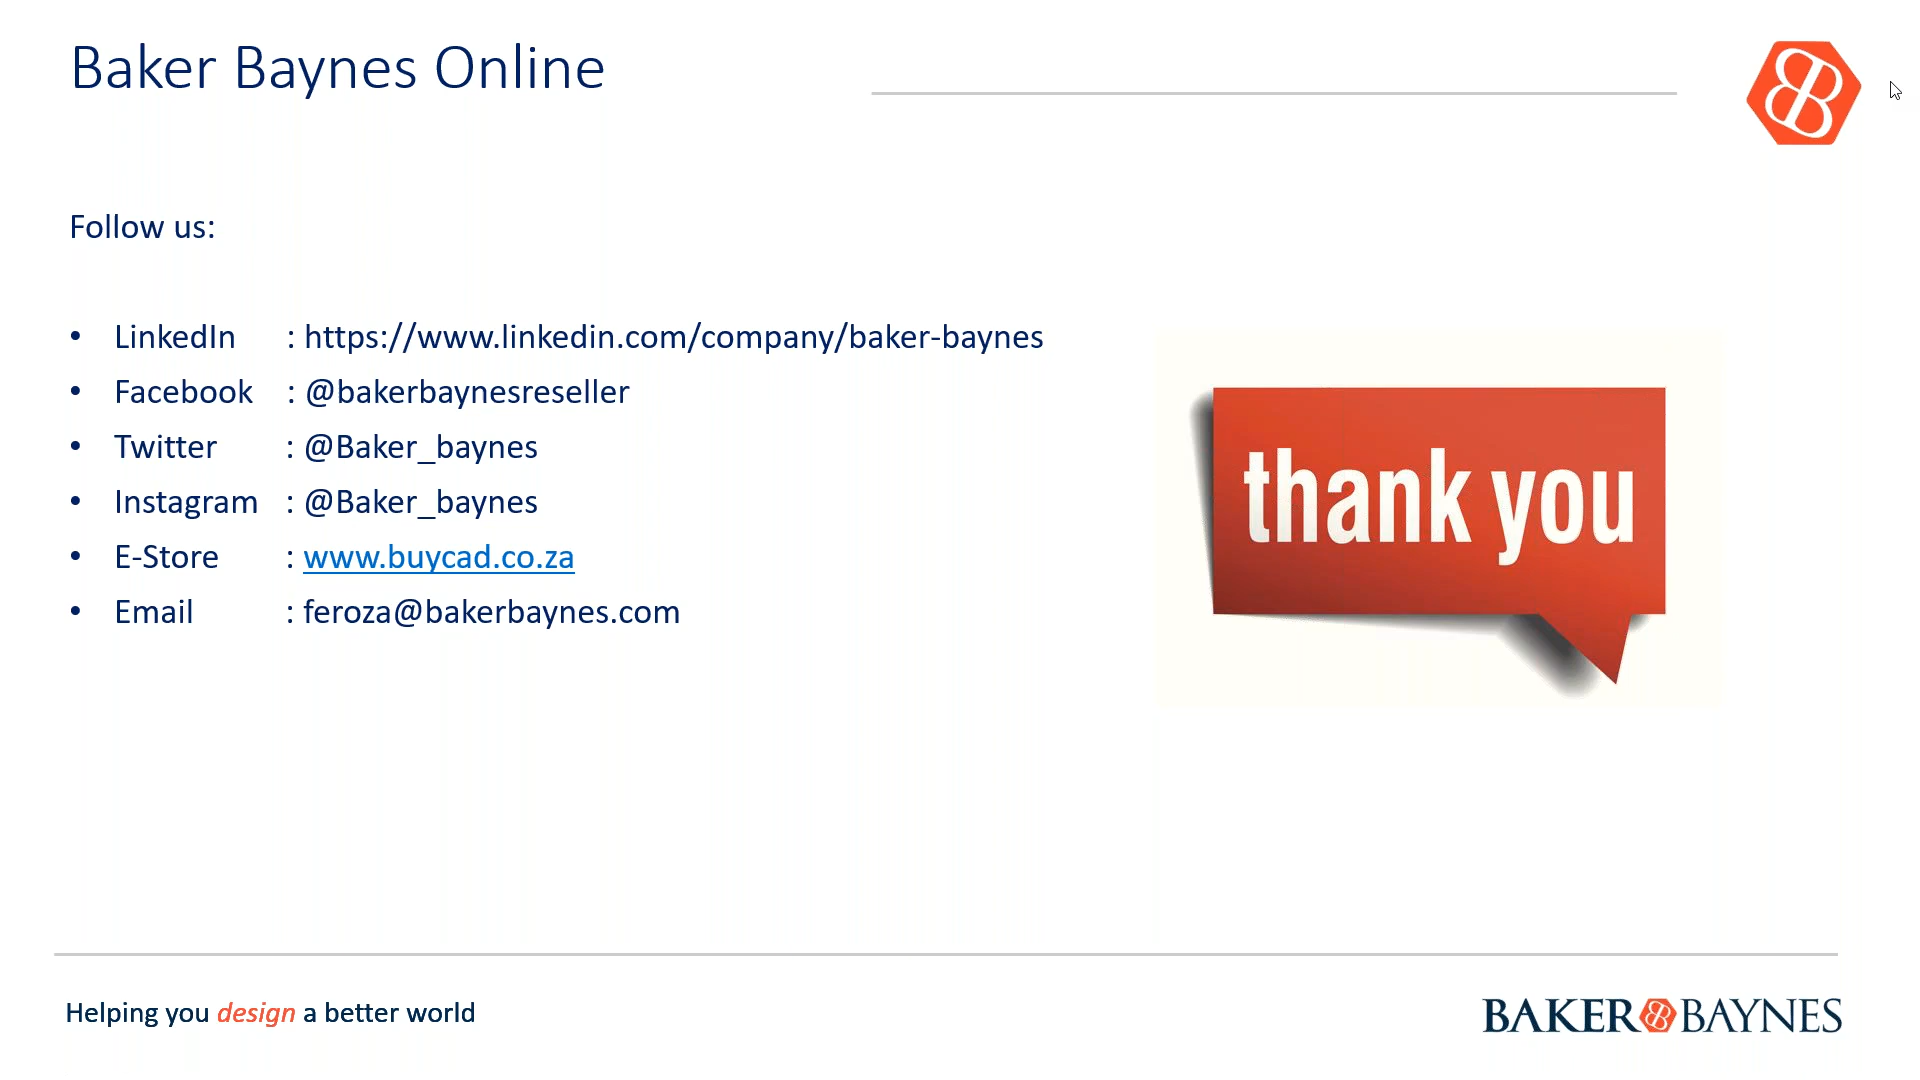 Baker Baynes Online
Follow us:
• LinkedIn : https://www.linkedin.com/company/baker-baynes
• Facebook : @bakerbaynesreseller
• Twitter : @Baker_baynes
• Instagram : @Baker_baynes
• E-Store : www.buycad.co.za
• Email : feroza@bakerbaynes.com
thank you
Helping you design a better world
BAKER BAYNES